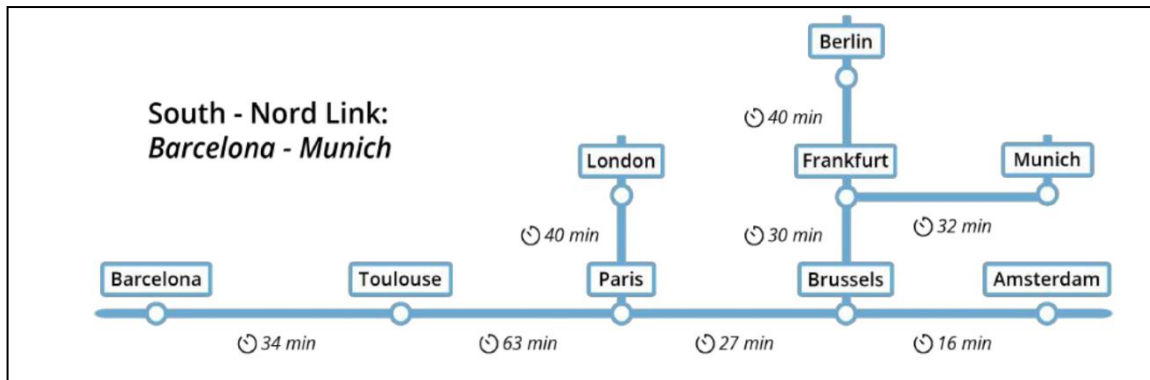 Berlin
South - Nord Link:
Barcelona - Munich
40 min
London
Frankfurt
Munich
40 min
30 min
32 min
Barcelona
Toulouse
Paris
Brussels
Amsterdam
34 min
63 min
27 min
16 min